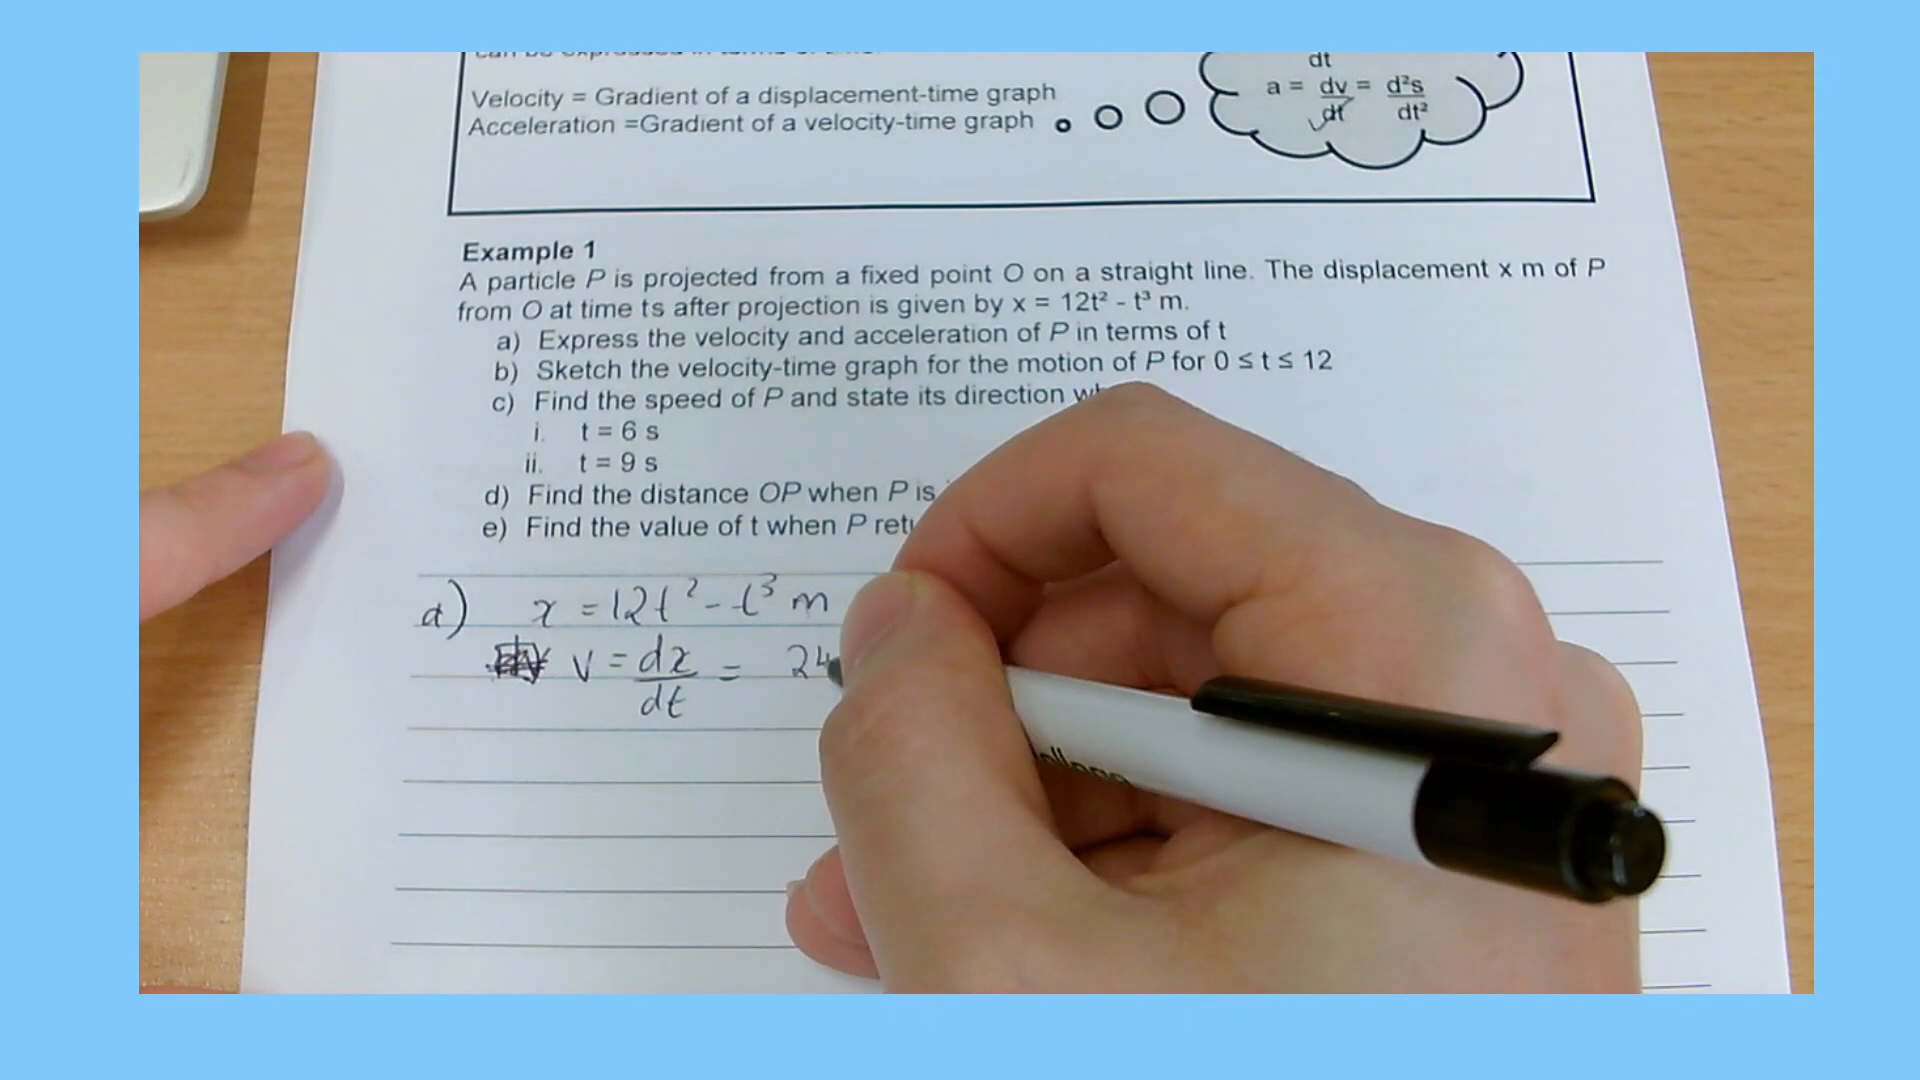 Velocity = Gradient of a displacement-time graph
Acceleration =Gradient of a velocity-time graph
dt
a = dv = d²s
dt dt²
Example 1
A particle P is projected from a fixed point O on a straight line. The displacement x m of P
from O at time ts after projection is given by x = 12t² - t³ m.
a) Express the velocity and acceleration of P in terms of t
b) Sketch the velocity-time graph for the motion of P for 0 ≤ t ≤ 12
c) Find the speed of P and state its direction
i. t = 6 s
ii. t = 9 s
d) Find the distance OP when P is
e) Find the value of t when P
a) x = 12t² - t³ m
v = dx = 24
dt